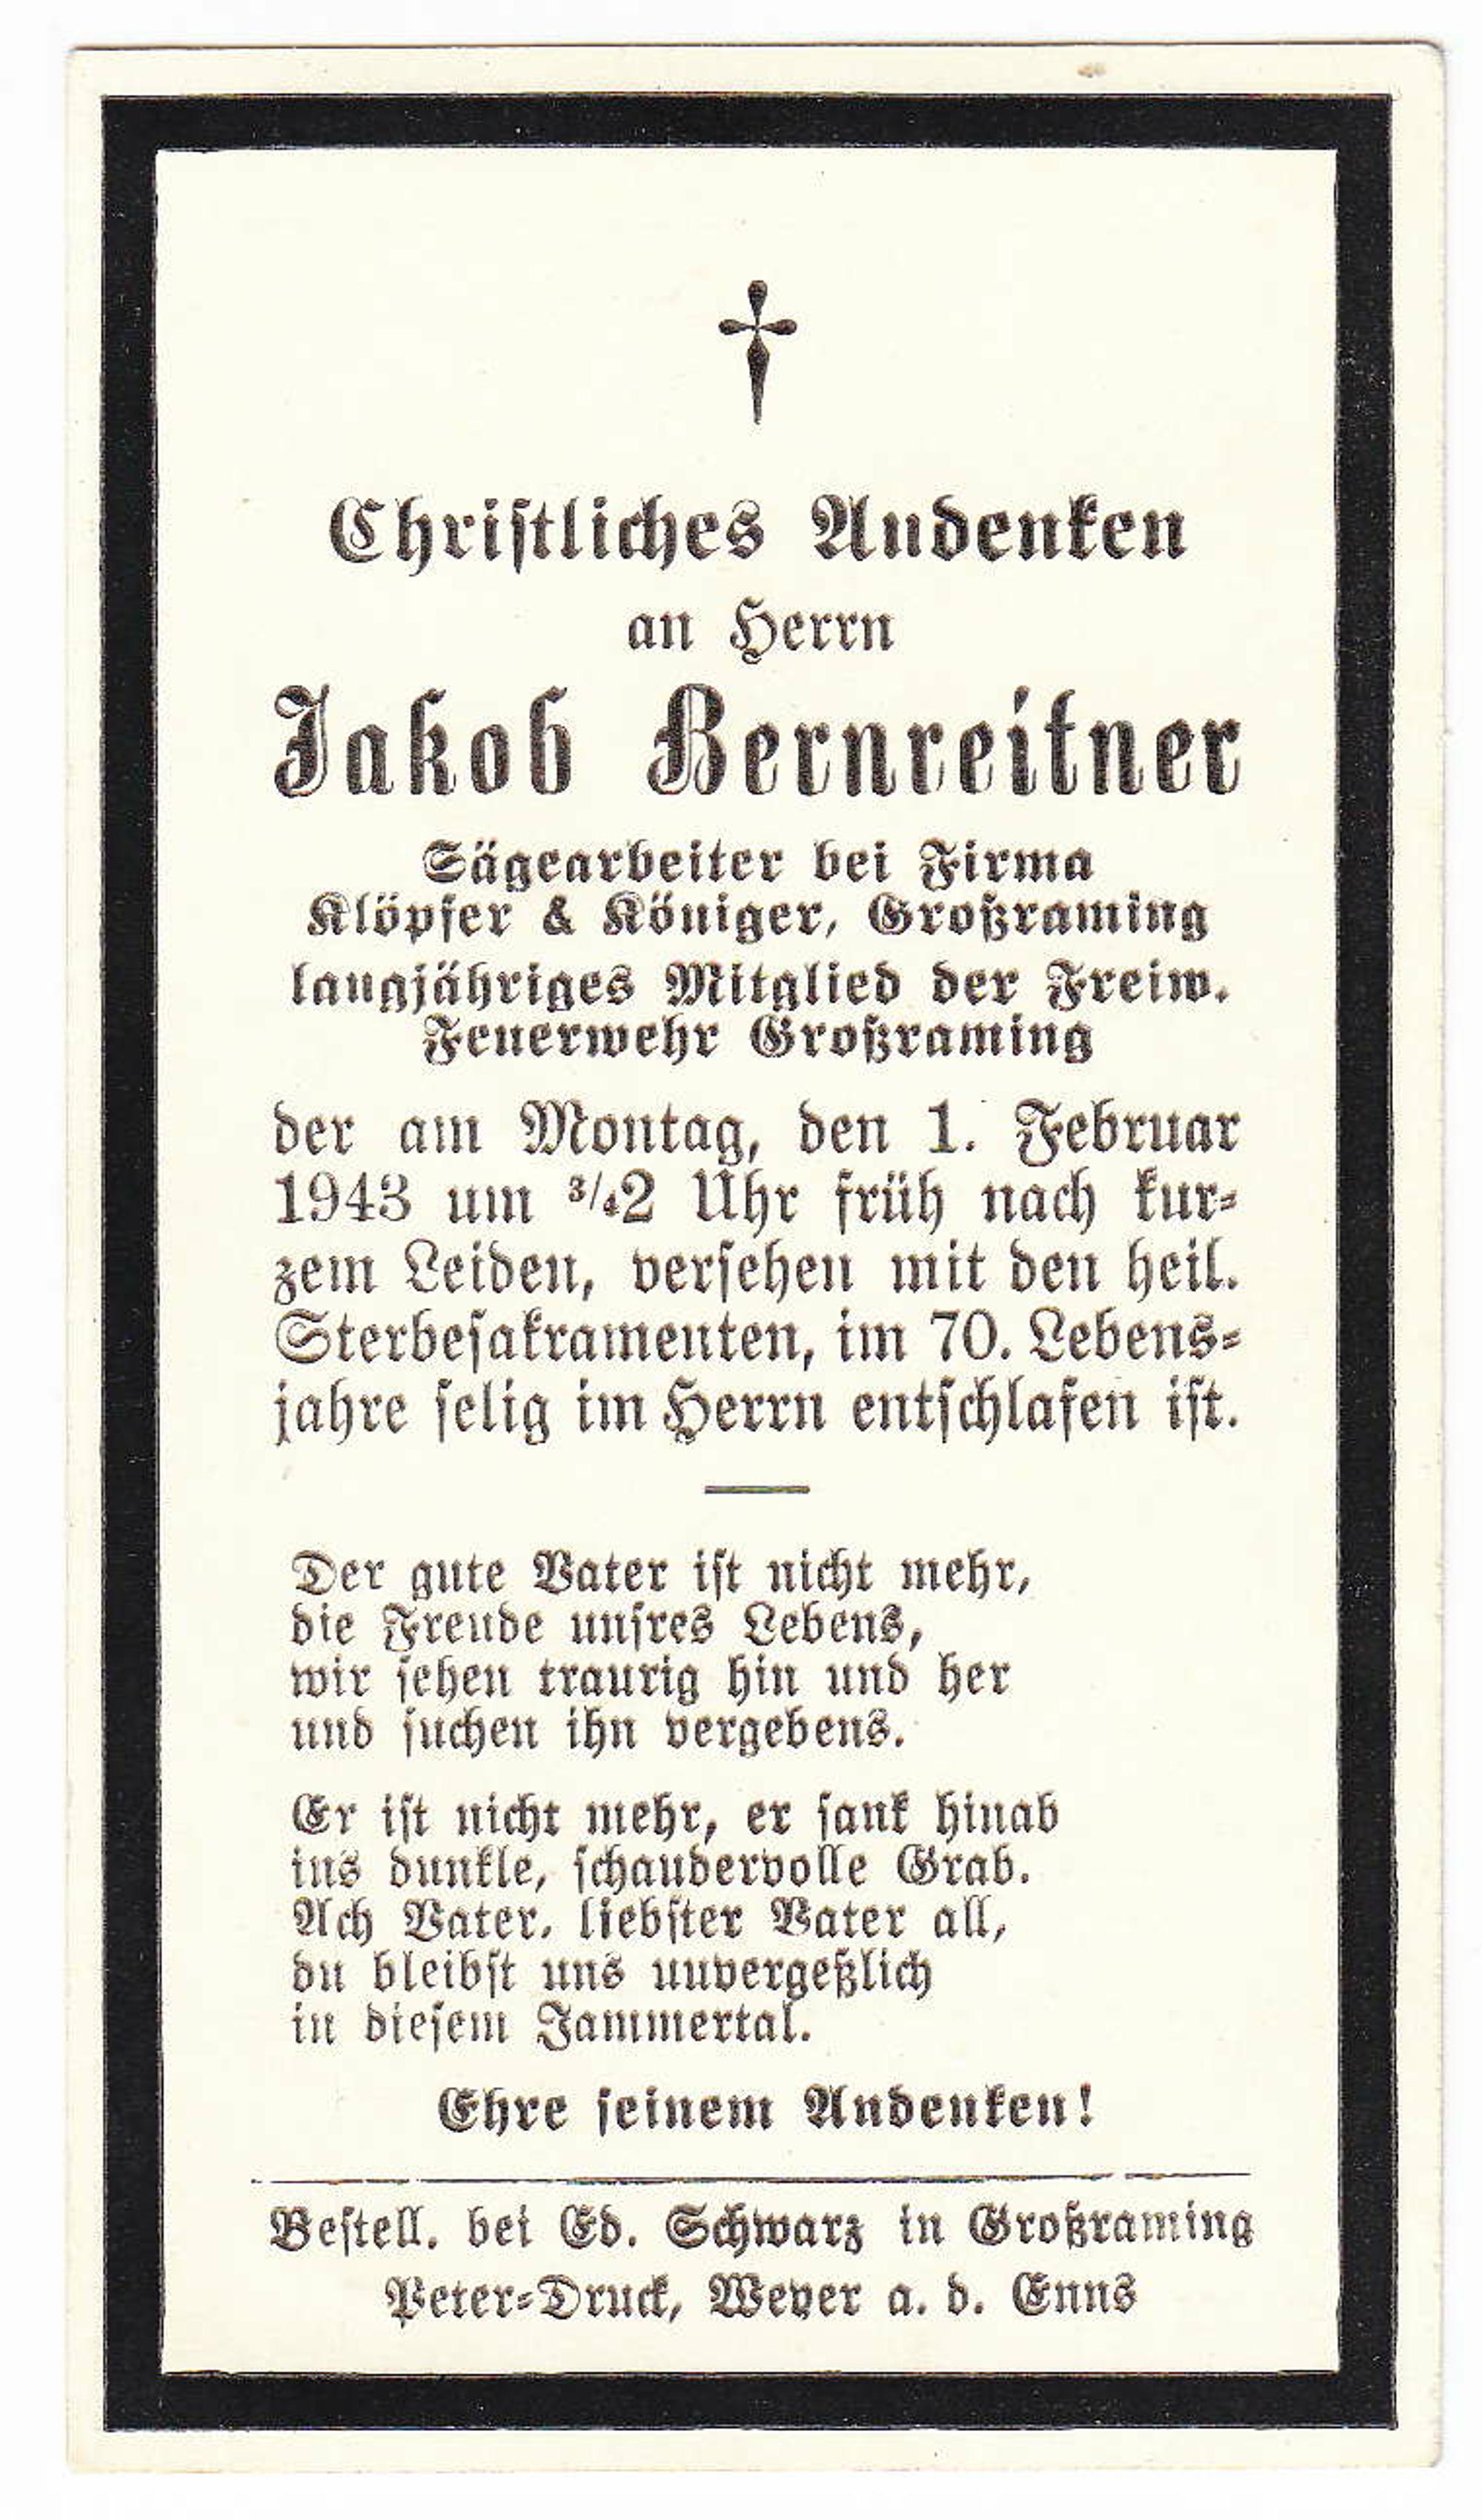 Christliches Andenken
an Herrn
Jakob Bernreitner
Sägearbeiter bei Firma
Klöpfer & Königer, Großraming
langjähriges Mitglied der Freiw.
Feuerwehr Großraming
der am Montag, den 1. Februar
1943 um 3/42 Uhr früh nach kur-
zem Leiden, versehen mit den heil.
Sterbesakramenten, im 70. Lebens-
jahre selig im Herrn entschlafen ist.
Der gute Vater ist nicht mehr,
die Freude unsres Lebens,
wir sehen traurig hin und her
und suchen ihn vergebens.
Er ist nicht mehr, er sank hinab
ins dunkle, schaudervolle Grab.
Ach Vater, liebster Vater all,
du bleibst uns unvergeßlich
in diesem Jammertal.
Ehre seinem Andenken!
Bestell. bei Ed. Schwarz in Großraming
Peter-Druck, Weyer a. d. Enns